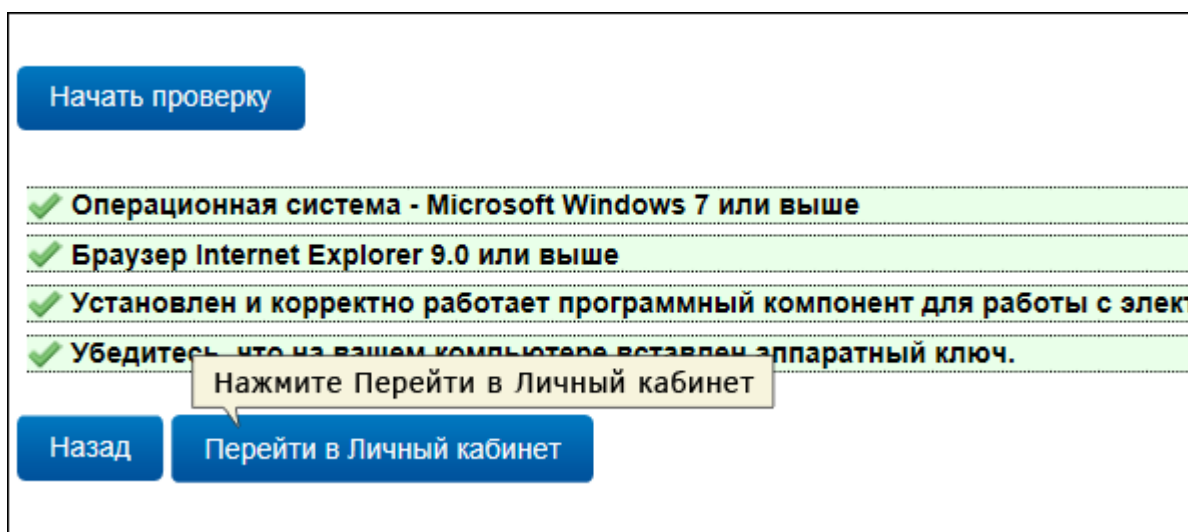 Начать проверку
Операционная система - Microsoft Windows 7 или выше
Браузер Internet Explorer 9.0 или выше
Установлен и корректно работает программный компонент для работы с элект
Убедитесь, что на вашем компьютере вставлен аппаратный ключ.
Нажмите Перейти в Личный кабинет
Назад
Перейти в Личный кабинет